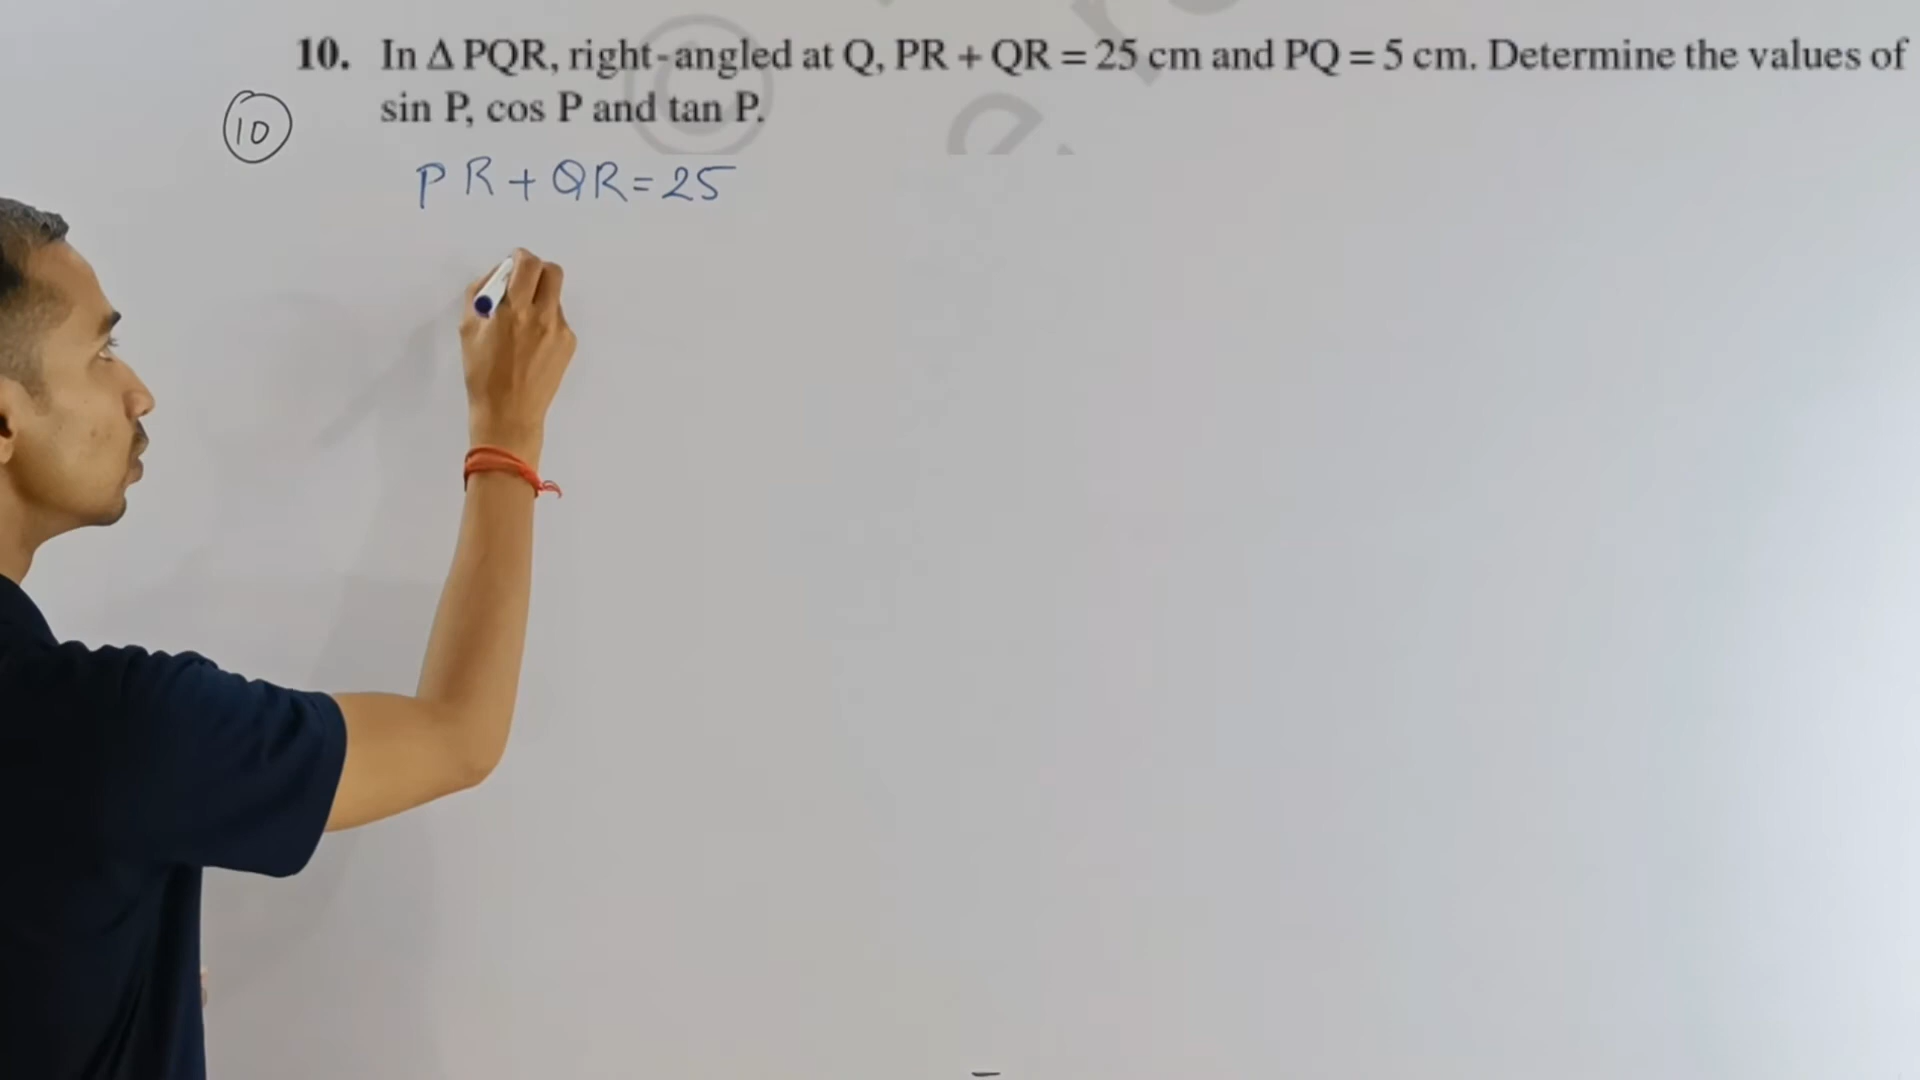 10. In Δ PQR, right-angled at Q, PR + QR = 25 cm and PQ = 5 cm. Determine the values of
sin P, cos P and tan P.
10
PR + QR = 25